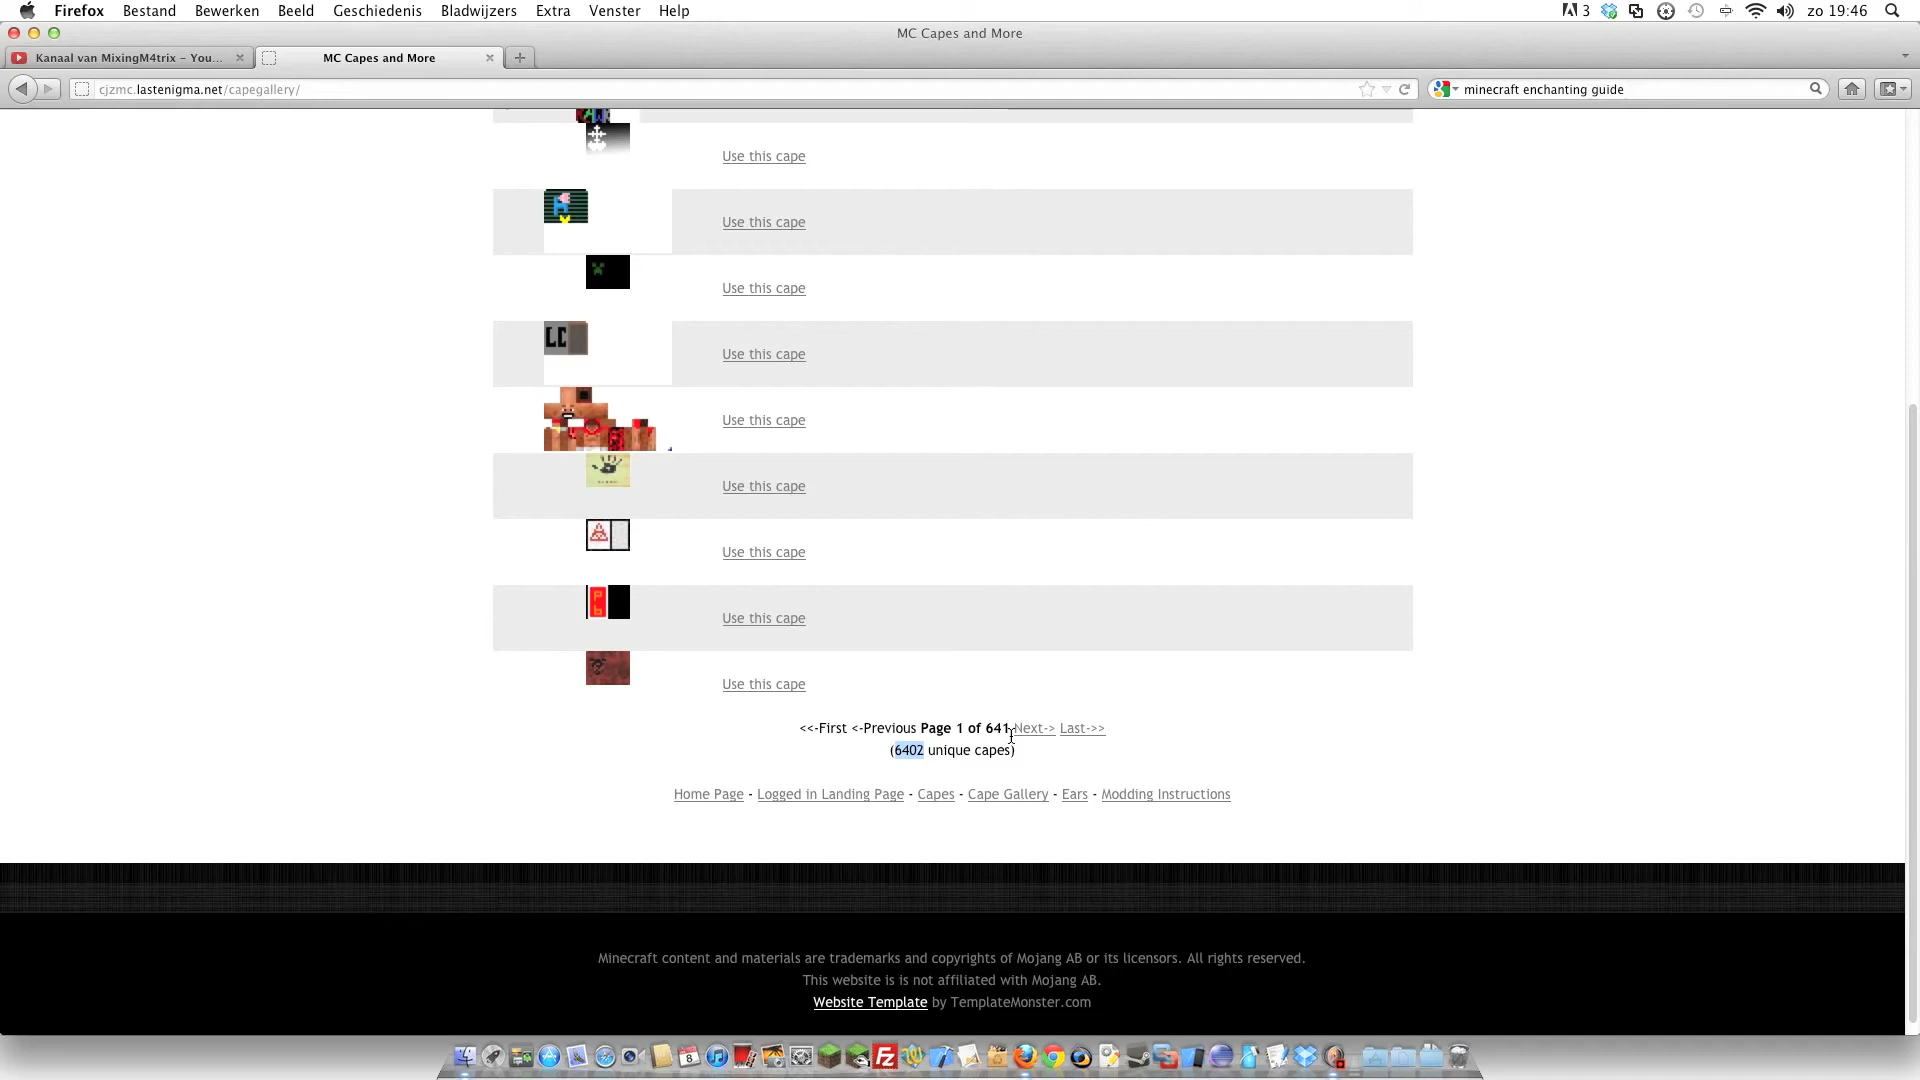 Firefox Bestand Bewerken Beeld Geschiedenis Bladwijzers Extra Venster Help 3 zo 19:46
MC Capes and More
Kanaal van MixingM4trix - You... MC Capes and More
cjzmc.lastenigma.net/capegallery/ minecraft enchanting guide
Use this cape
Use this cape
Use this cape
LC Use this cape
Use this cape
Use this cape
Use this cape
Pb Use this cape
Use this cape
<<-First <-Previous Page 1 of 641 Next-> Last->>
(6402 unique capes)
Home Page - Logged in Landing Page - Capes - Cape Gallery - Ears - Modding Instructions
Minecraft content and materials are trademarks and copyrights of Mojang AB or its licensors. All rights reserved.
This website is is not affiliated with Mojang AB.
Website Template by TemplateMonster.com
8
FZ